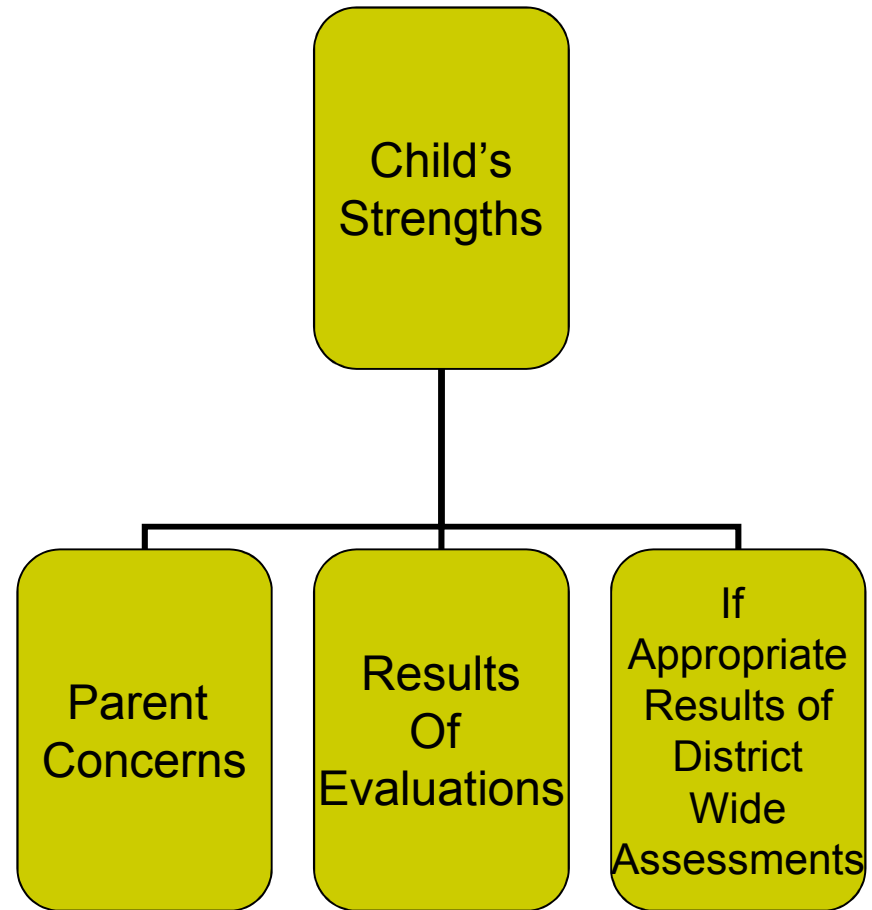 Child’s
Strengths
Parent
Concerns
Results
Of
Evaluations
If
Appropriate
Results of
District
Wide
Assessments